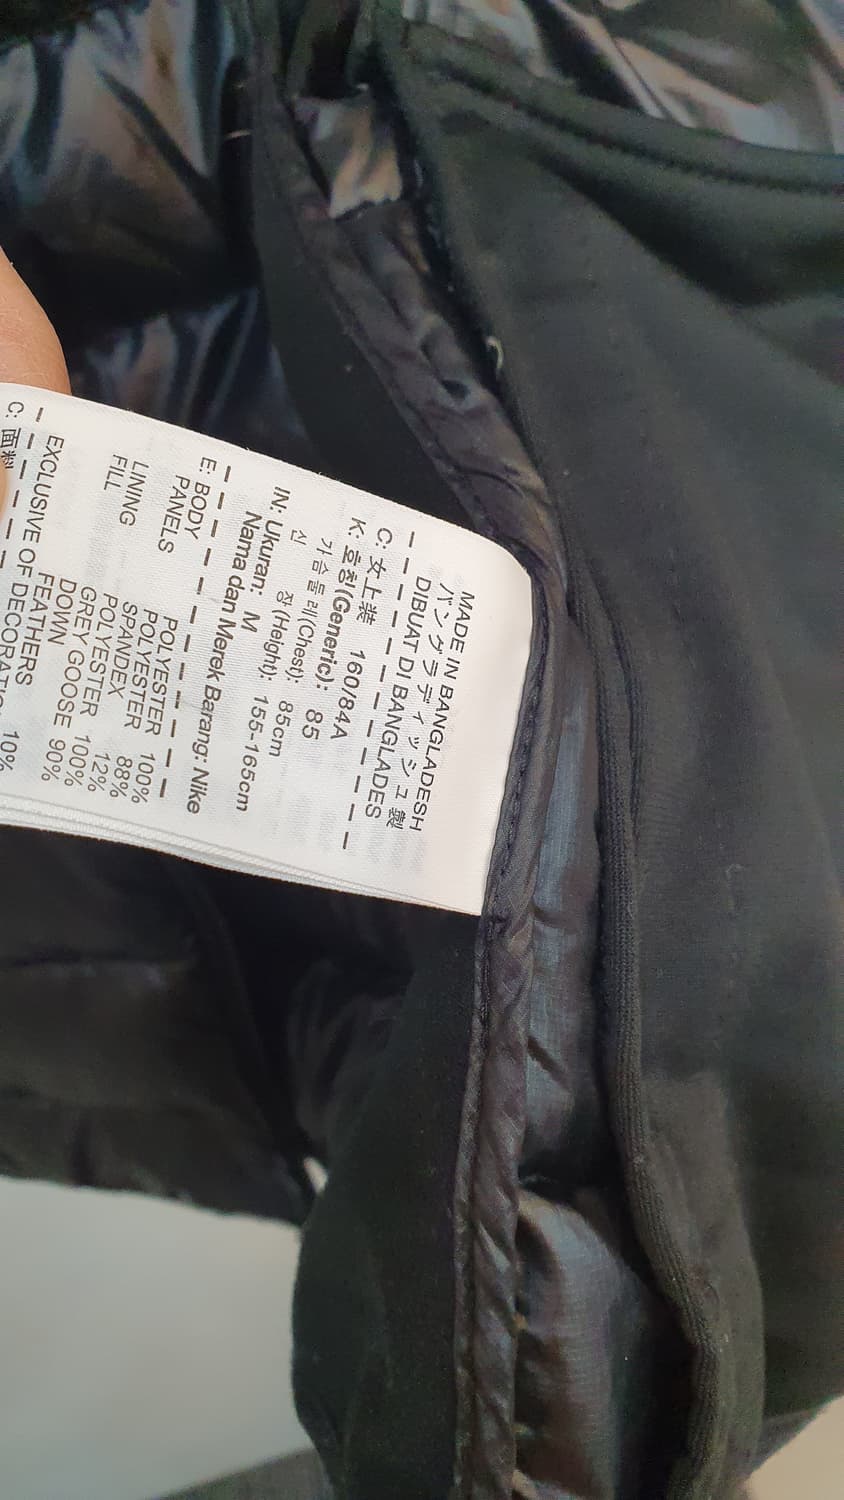 MADE IN BANGLADESH
バングラディッシュ製
DIBUAT DI BANGLADES
C: 女上装 160/84A
K: 호칭(Generic): 85
가슴둘레(Chest): 85cm
신 장(Height): 155-165cm
IN: Ukuran: M
Nama dan Merek Barang: Nike
E: BODY POLYESTER 100%
PANELS POLYESTER 88%
SPANDEX 12%
LINING POLYESTER 100%
FILL GREY GOOSE 90%
DOWN
FEATHERS 10%
EXCLUSIVE OF
C: 面料